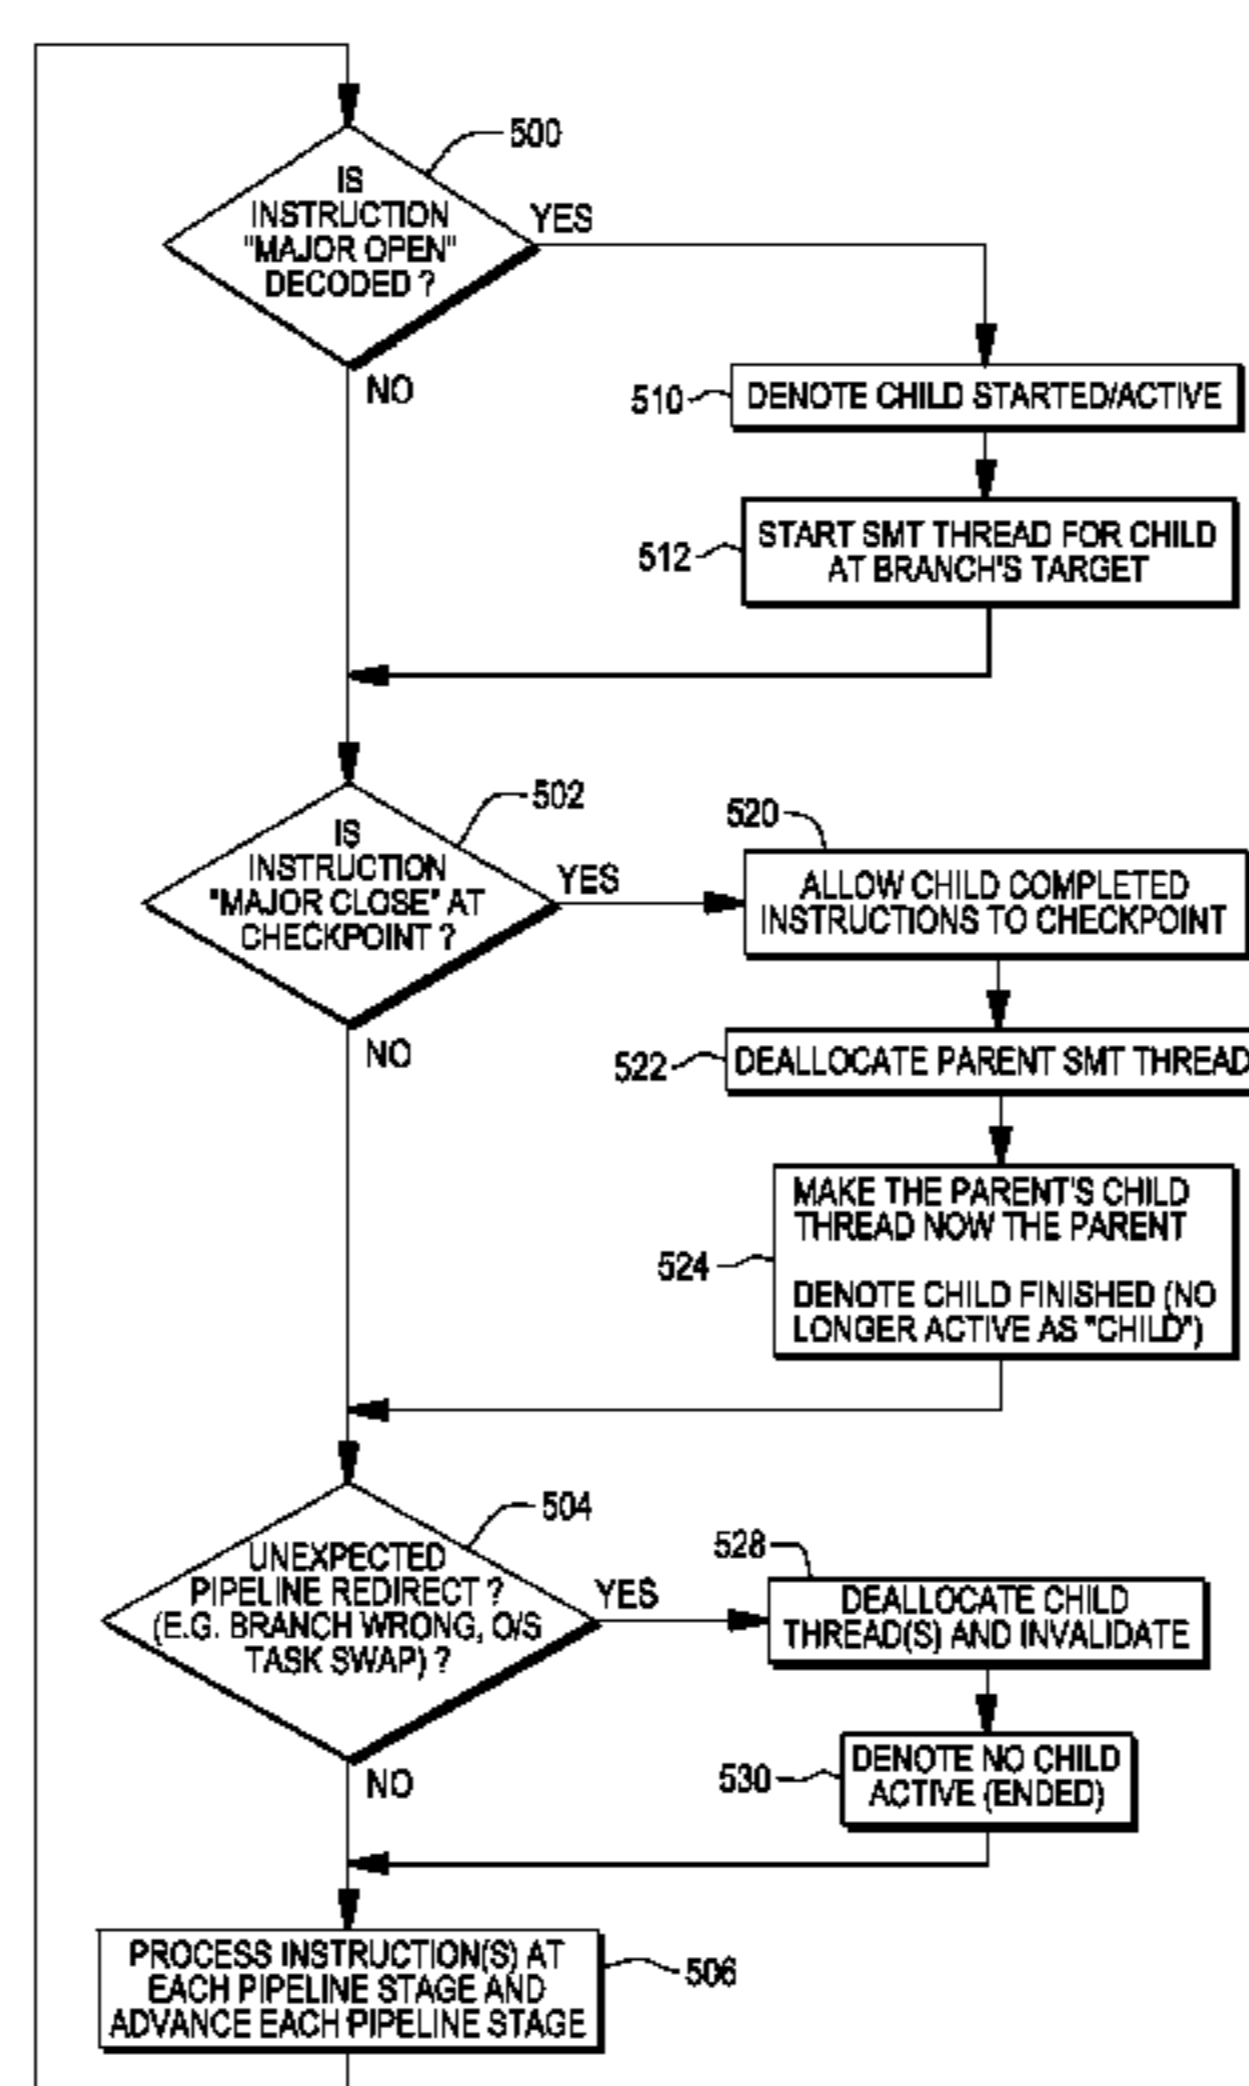 500
IS
INSTRUCTION
"MAJOR OPEN"
DECODED ?
YES
NO
510
DENOTE CHILD STARTED/ACTIVE
512
START SMT THREAD FOR CHILD
AT BRANCH'S TARGET
502
IS
INSTRUCTION
"MAJOR CLOSE" AT
CHECKPOINT ?
YES
NO
520
ALLOW CHILD COMPLETED
INSTRUCTIONS TO CHECKPOINT
522
DEALLOCATE PARENT SMT THREAD
524
MAKE THE PARENT'S CHILD
THREAD NOW THE PARENT
DENOTE CHILD FINISHED (NO
LONGER ACTIVE AS "CHILD")
504
UNEXPECTED
PIPELINE REDIRECT ?
(E.G. BRANCH WRONG, O/S
TASK SWAP) ?
YES
NO
528
DEALLOCATE CHILD
THREAD(S) AND INVALIDATE
530
DENOTE NO CHILD
ACTIVE (ENDED)
PROCESS INSTRUCTION(S) AT
EACH PIPELINE STAGE AND
ADVANCE EACH PIPELINE STAGE
506